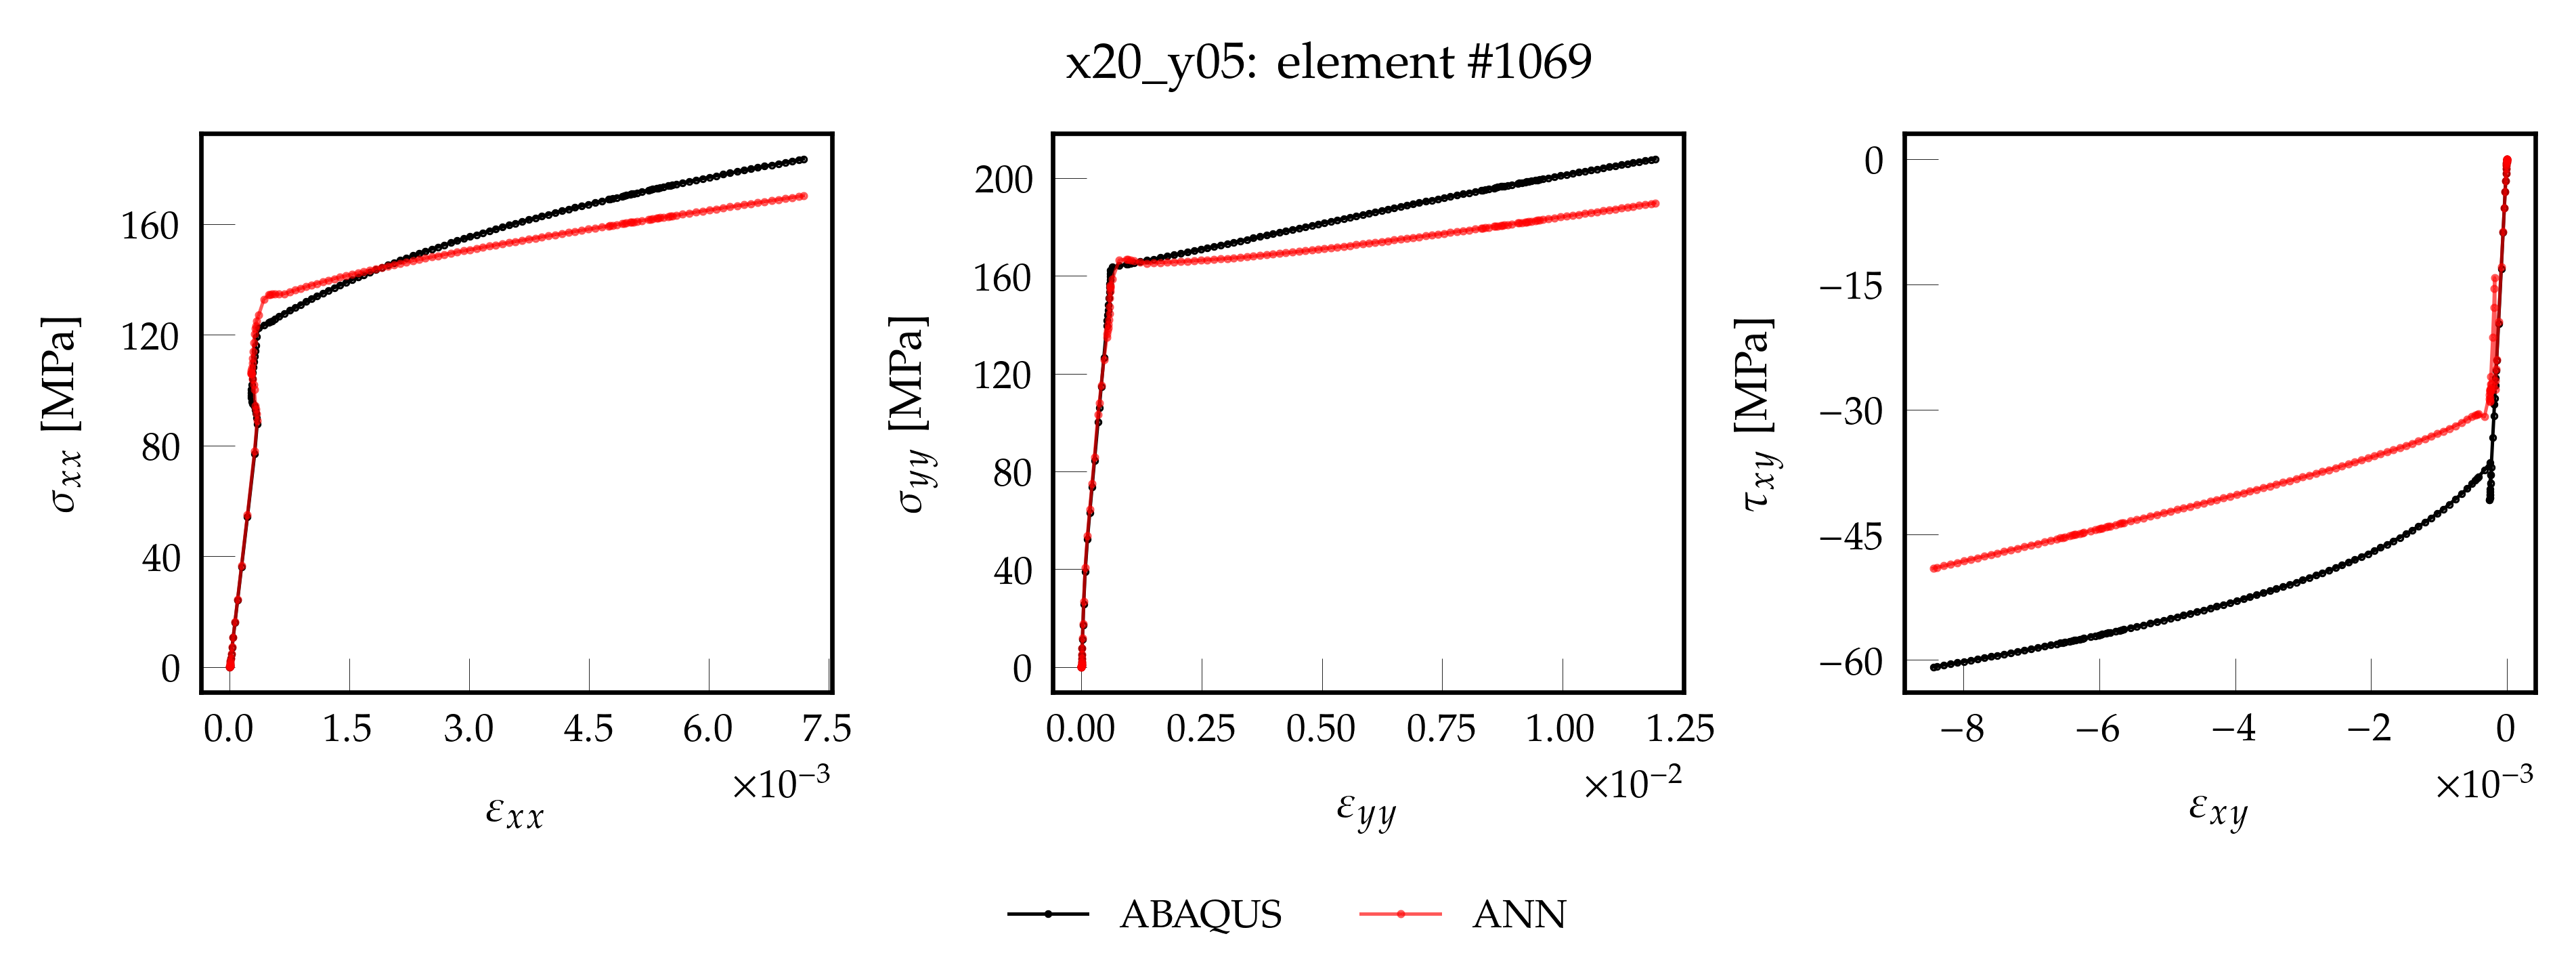 x20_y05: element #1069
σxx [MPa]
160
120
80
40
0
0.0 1.5 3.0 4.5 6.0 7.5
×10−3
εxx
σyy [MPa]
200
160
120
80
40
0
0.00 0.25 0.50 0.75 1.00 1.25
×10−2
εyy
τxy [MPa]
0
−15
−30
−45
−60
−8 −6 −4 −2 0
×10−3
εxy
ABAQUS ANN